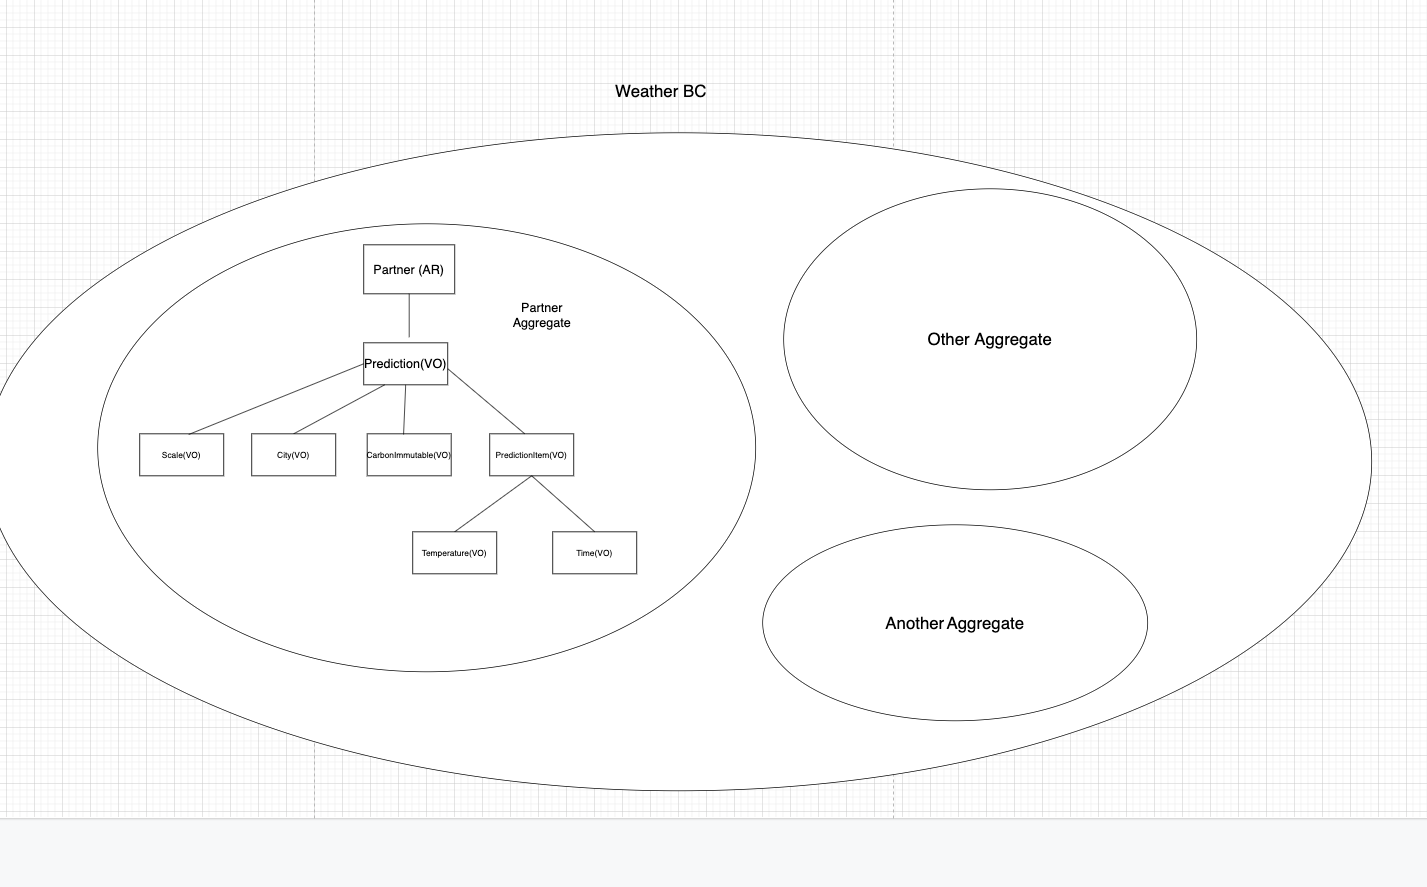 Weather BC
Partner (AR)
Partner
Aggregate
Prediction(VO)
Scale(VO)
City(VO)
CarbonImmutable(VO)
PredictionItem(VO)
Temperature(VO)
Time(VO)
Other Aggregate
Another Aggregate